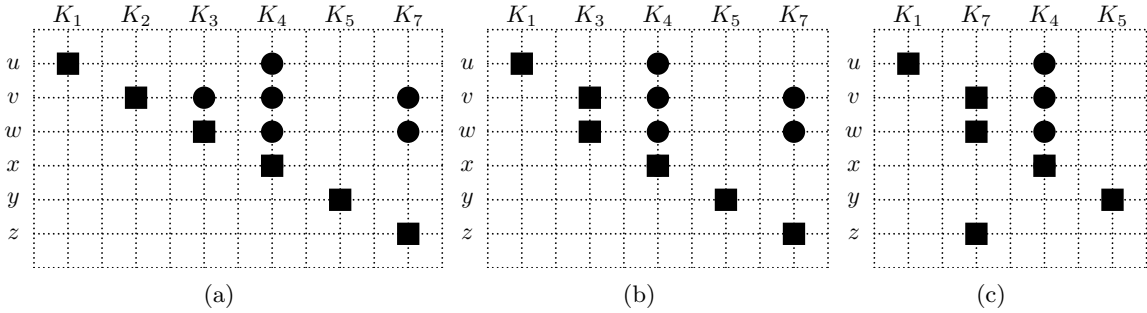 K₁ K₂ K₃ K₄ K₅ K₇
u
v
w
x
y
z
(a)
K₁ K₃ K₄ K₅ K₇
u
v
w
x
y
z
(b)
K₁ K₇ K₄ K₅
u
v
w
x
y
z
(c)